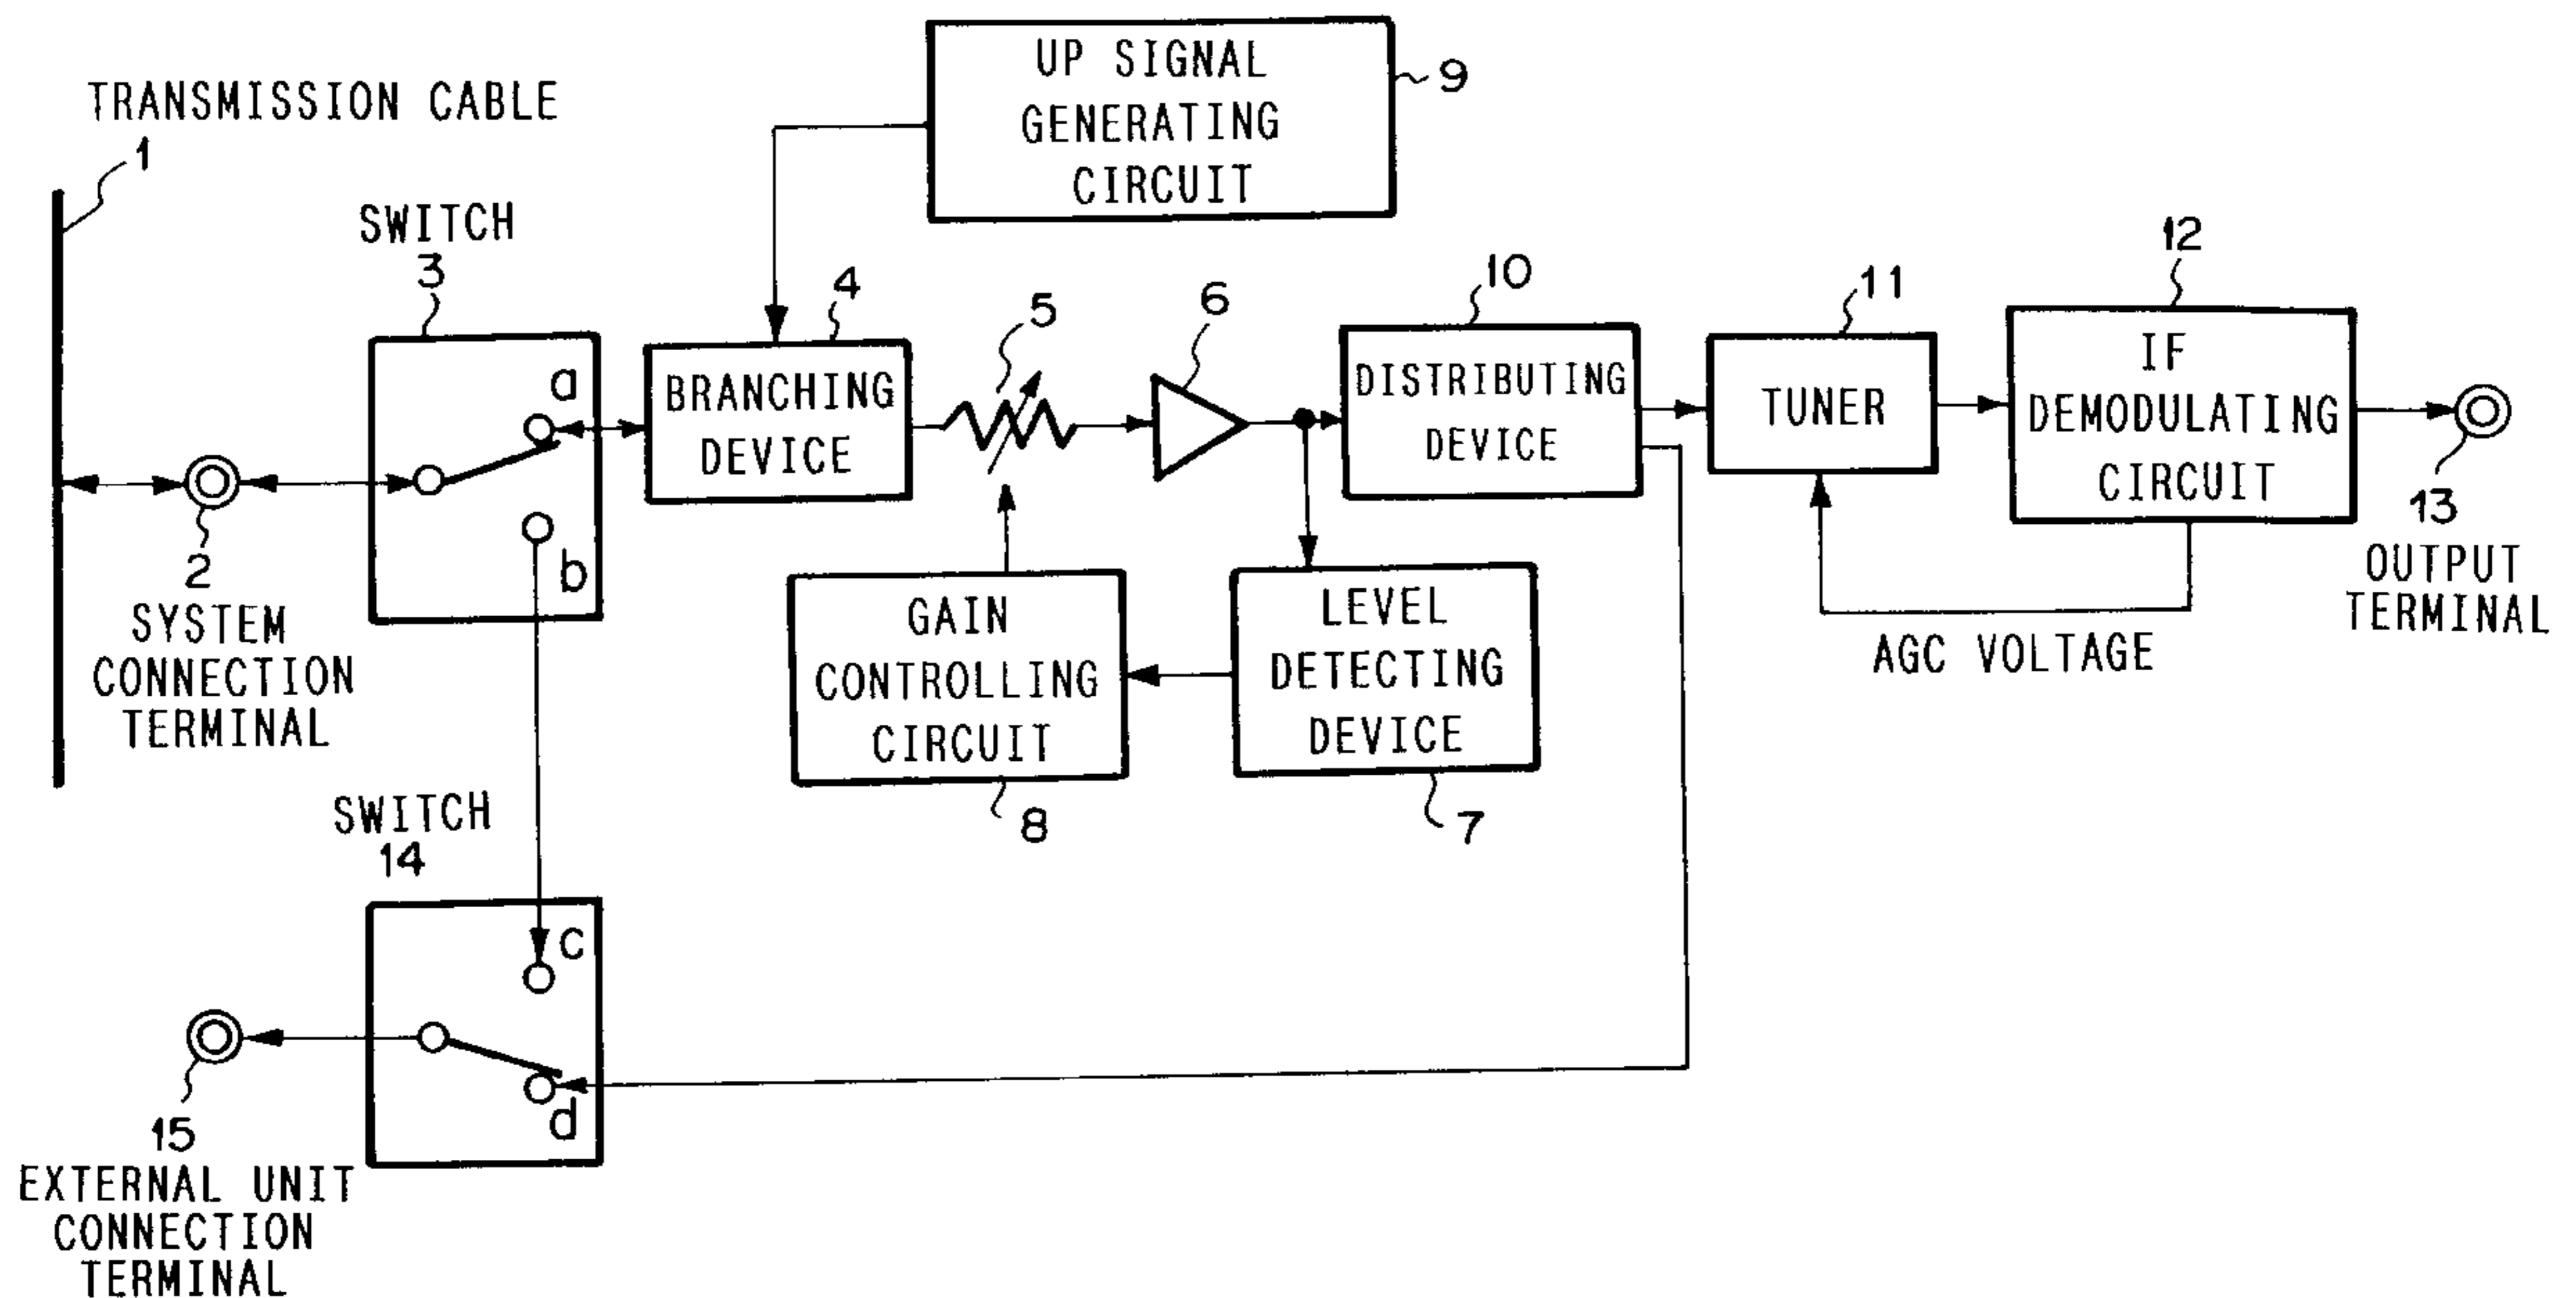 UP SIGNAL
GENERATING
CIRCUIT
9
TRANSMISSION CABLE
1
SWITCH
3
a
b
2
SYSTEM
CONNECTION
TERMINAL
4
BRANCHING
DEVICE
5
6
10
DISTRIBUTING
DEVICE
11
TUNER
12
IF
DEMODULATING
CIRCUIT
13
OUTPUT
TERMINAL
AGC VOLTAGE
GAIN
CONTROLLING
CIRCUIT
8
LEVEL
DETECTING
DEVICE
7
SWITCH
14
c
d
15
EXTERNAL UNIT
CONNECTION
TERMINAL